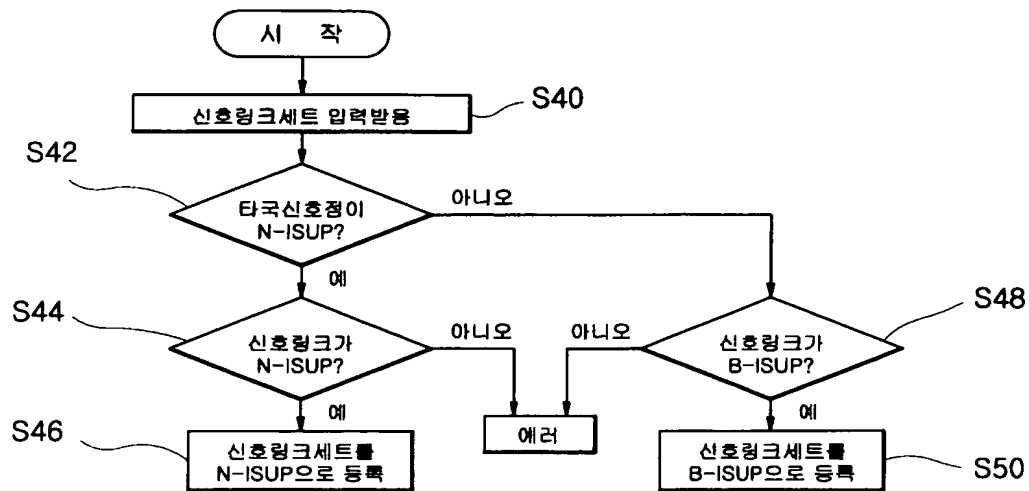 시 작
신호링크세트 입력받음
S40
S42
타국신호점이
N-ISUP?
아니오
예
S44
신호링크가
N-ISUP?
아니오
아니오
신호링크가
B-ISUP?
S48
예
예
S46
신호링크세트를
N-ISUP으로 등록
에러
신호링크세트를
B-ISUP으로 등록
S50